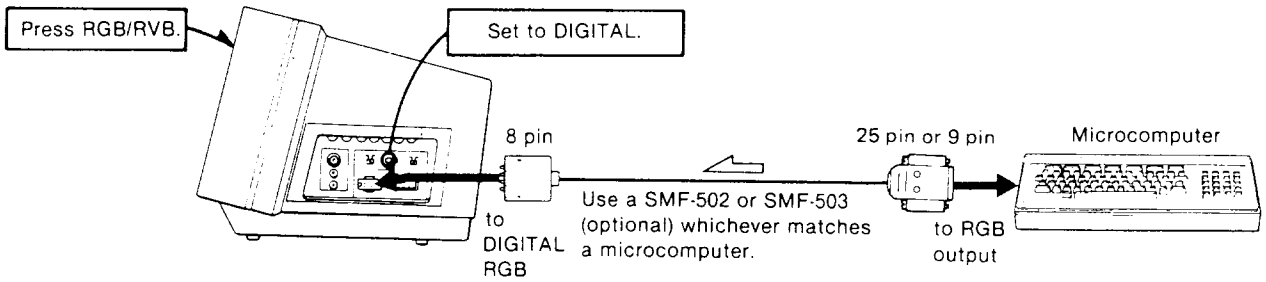 Press RGB/RVB.
Set to DIGITAL.
8 pin
25 pin or 9 pin
Microcomputer
to
DIGITAL
RGB
Use a SMF-502 or SMF-503
(optional) whichever matches
a microcomputer.
to RGB
output